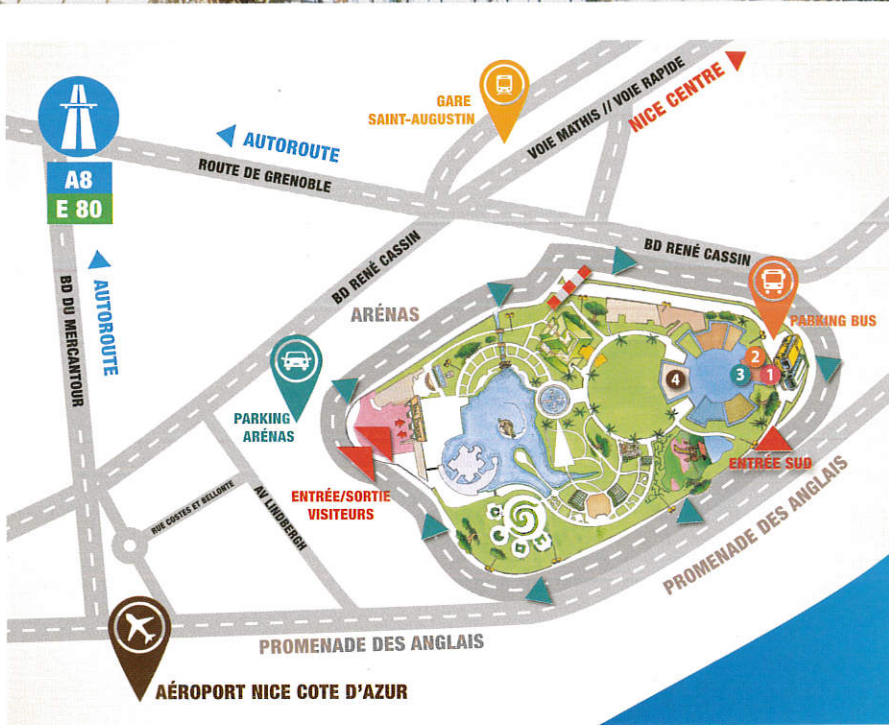 GARE
SAINT-AUGUSTIN
VOIE MATHIS // VOIE RAPIDE
NICE CENTRE
AUTOROUTE
ROUTE DE GRENOBLE
A8
E 80
BD RENÉ CASSIN
BD RENÉ CASSIN
AUTOROUTE
BD DU MERCANTOUR
ARÉNAS
PARKING BUS
2
3
1
4
PARKING
ARÉNAS
ENTRÉE SUD
ENTRÉE/SORTIE
VISITEURS
RUE COSTES ET BELLONTE
AV LINDBERGH
PROMENADE DES ANGLAIS
PROMENADE DES ANGLAIS
AÉROPORT NICE COTE D'AZUR